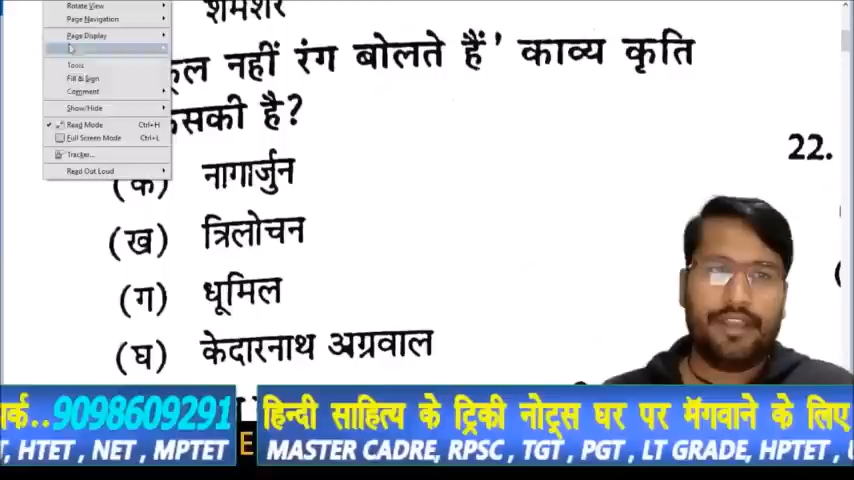 Rotate View
Page Navigation
Page Display
Tools
Fill & Sign
Comment
Show/Hide
Read Mode Ctrl+H
Full Screen Mode Ctrl+L
Tracker...
Read Out Loud
शमशेर
नहीं रंग बोलते हैं' काव्य कृति
है?
(क) नागार्जुन
(ख) त्रिलोचन
(ग) धूमिल
(घ) केदारनाथ अग्रवाल
22.
9098609291
हिन्दी साहित्य के ट्रिकी नोट्स घर पर मॅगवाने के लिए
HTET, NET, MPTET
E
MASTER CADRE, RPSC, TGT, PGT, LT GRADE, HPTET,